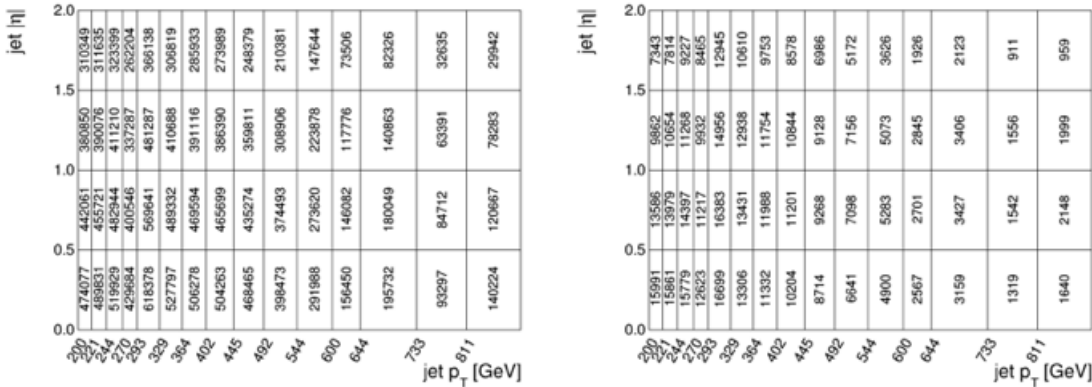 jet |η|
2.0
310349 311635 323399 262204 366138 306819 285933 273989 248379 210381 147644 73506 82326 32635 29942
1.5
380850 390076 411210 337287 481287 410688 391116 386390 359811 308906 223878 117776 140863 63391 78283
1.0
442061 455721 482944 400546 569641 489332 469594 465699 435274 374493 273620 146082 180049 84712 120667
0.5
474077 489831 519929 429684 618378 527797 506278 504263 468465 398473 291988 156450 195732 93297 140224
0.0
200 221 244 270 293 329 364 402 445 492 544 600 644 733 811
jet p_T [GeV]
jet |η|
2.0
7343 7814 9227 8465 12945 10610 9753 8578 6986 5172 3626 1926 2123 911 959
1.5
9862 10654 11268 9932 14956 12938 11754 10844 9128 7156 5073 2845 3406 1556 1999
1.0
13586 13979 14397 11217 16383 13431 11988 11201 9268 7098 5283 2701 3427 1542 2148
0.5
15991 15861 15779 12623 16699 13306 11332 10204 8714 6641 4900 2567 3159 1319 1640
0.0
200 221 244 270 293 329 364 402 445 492 544 600 644 733 811
jet p_T [GeV]